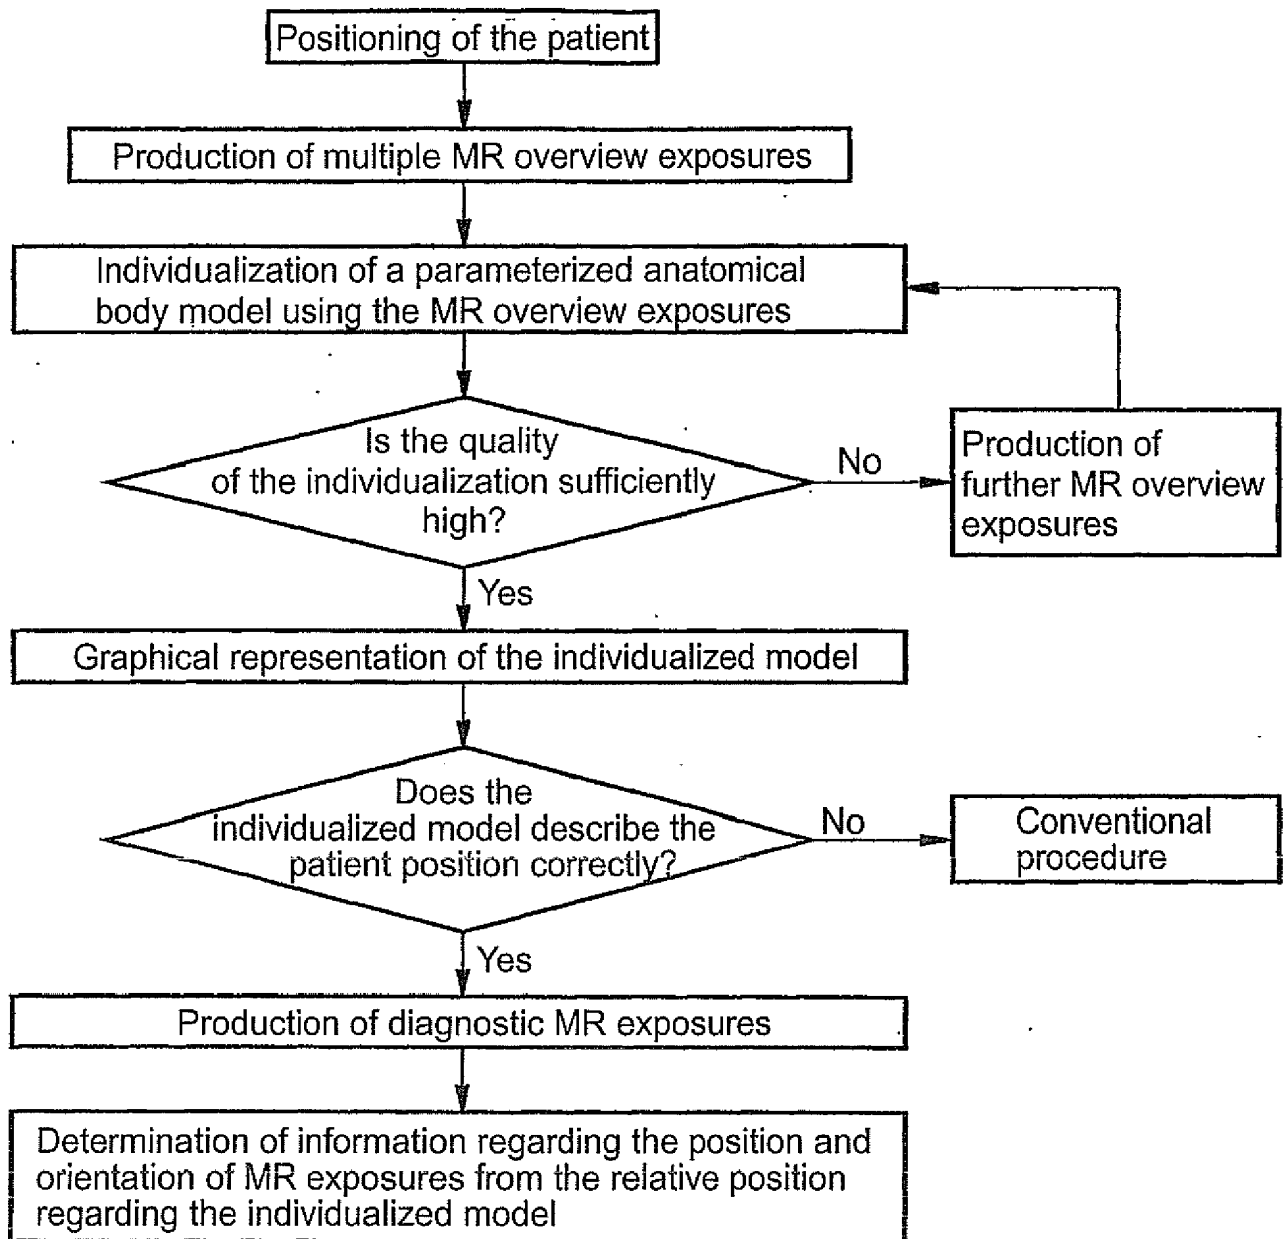 Positioning of the patient
Production of multiple MR overview exposures
Individualization of a parameterized anatomical
body model using the MR overview exposures
Is the quality
of the individualization sufficiently
high?
No
Production of
further MR overview
exposures
Yes
Graphical representation of the individualized model
Does the
individualized model describe the
patient position correctly?
No
Conventional
procedure
Yes
Production of diagnostic MR exposures
Determination of information regarding the position and
orientation of MR exposures from the relative position
regarding the individualized model